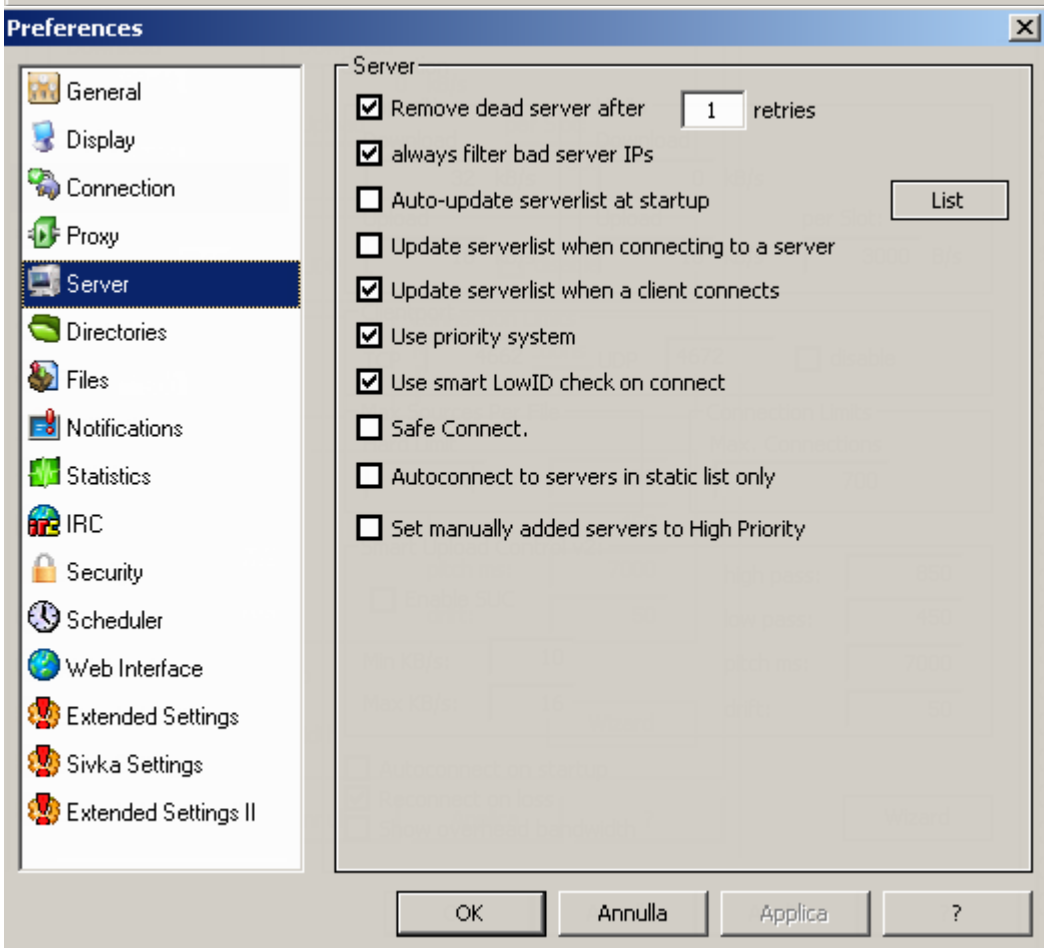 Preferences
General
Display
Connection
Proxy
Server
Directories
Files
Notifications
Statistics
IRC
Security
Scheduler
Web Interface
Extended Settings
Sivka Settings
Extended Settings II
Server
Remove dead server after 1 retries
always filter bad server IPs
Auto-update serverlist at startup List
Update serverlist when connecting to a server
Update serverlist when a client connects
Use priority system
Use smart LowID check on connect
Safe Connect.
Autoconnect to servers in static list only
Set manually added servers to High Priority
OK Annulla Applica ?